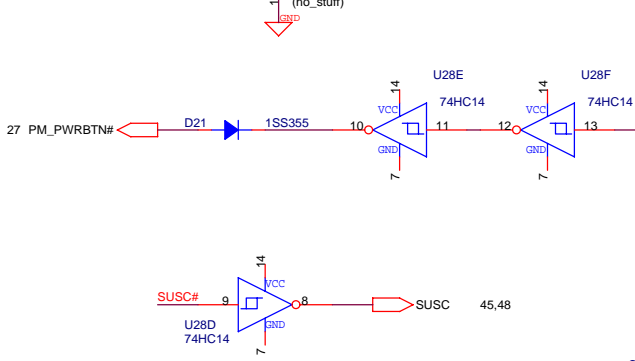 1 (no_stuff)
GND
U28E
U28F
14
14
74HC14
74HC14
VCC
VCC
27 PM_PWRBTN#
D21
1SS355
10
11
12
13
GND
GND
7
7
14
SUSC#
9
VCC
8
SUSC
45,48
U28D
GND
74HC14
7